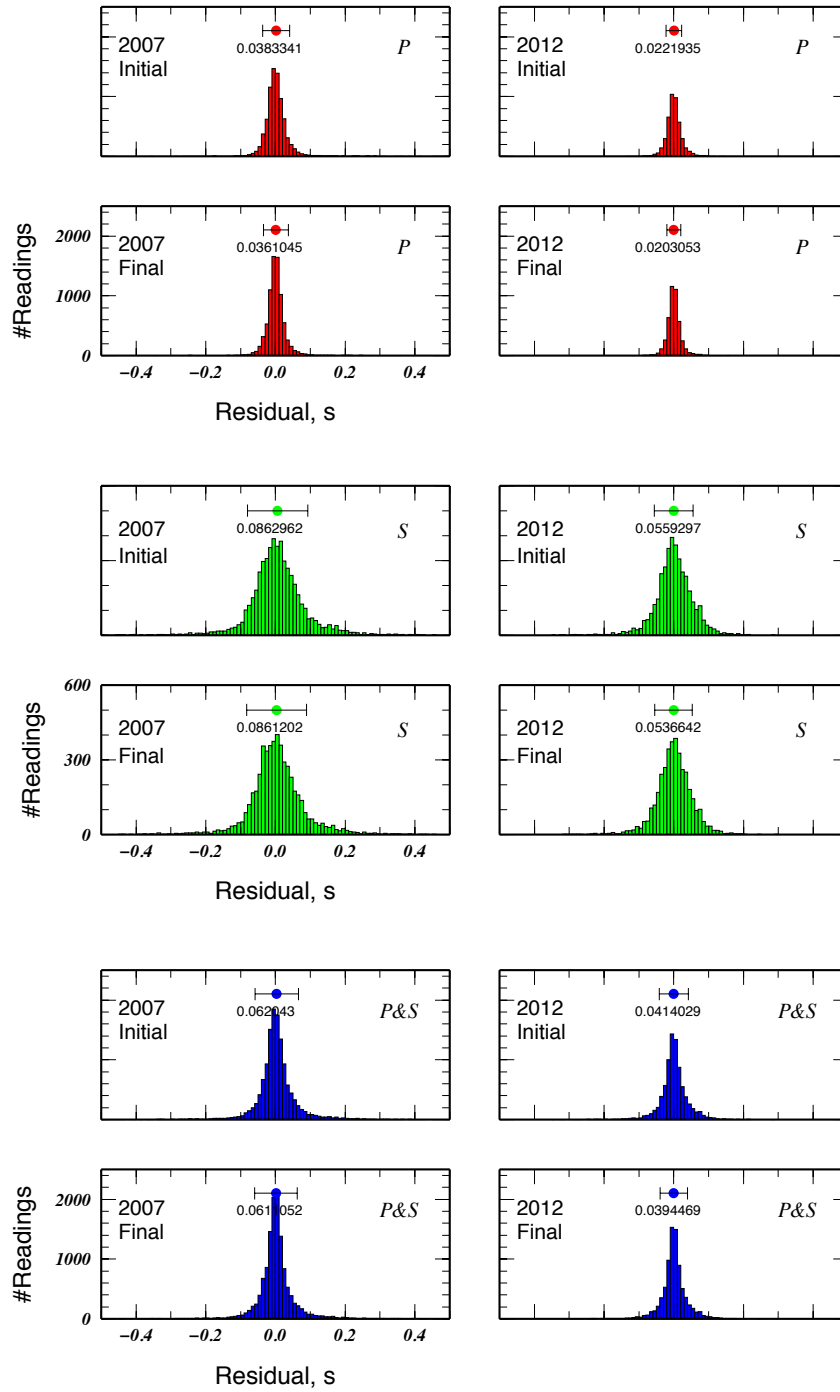 2007 Initial P 0.0383341
2012 Initial P 0.0221935
2007 Final P 0.0361045
2012 Final P 0.0203053
#Readings
2000
1000
0
−0.4 −0.2 0.0 0.2 0.4
Residual, s
2007 Initial S 0.0862962
2012 Initial S 0.0559297
2007 Final S 0.0861202
2012 Final S 0.0536642
#Readings
600
300
0
−0.4 −0.2 0.0 0.2 0.4
Residual, s
2007 Initial P&S
2012 Initial P&S 0.0414029
2007 Final P&S
2012 Final P&S 0.0394469
#Readings
2000
1000
0
−0.4 −0.2 0.0 0.2 0.4
Residual, s